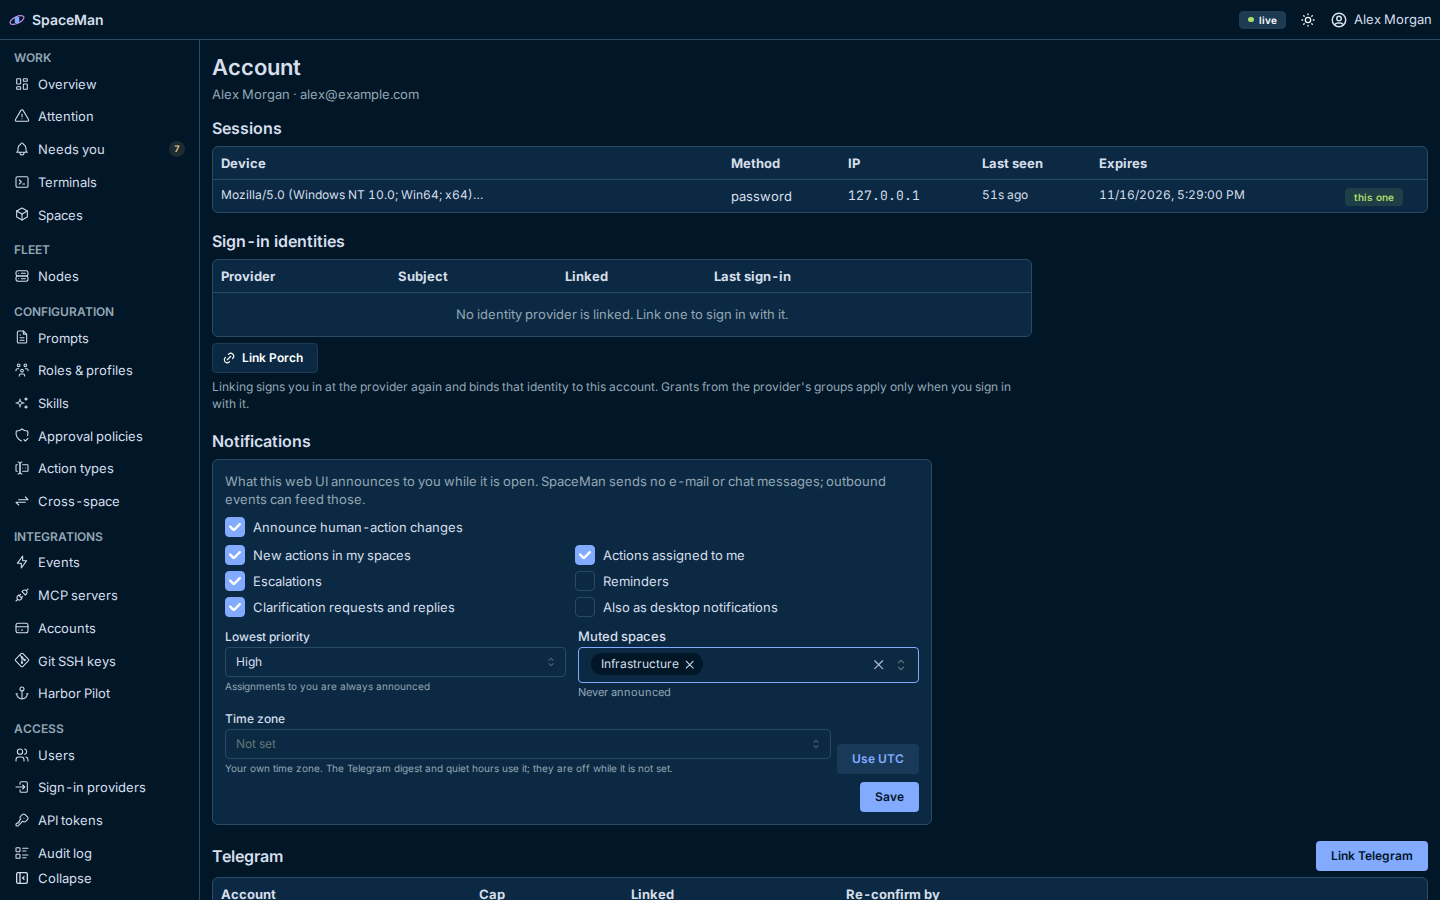 SpaceMan
live
Alex Morgan
WORK
Overview
Attention
Needs you
7
Terminals
Spaces
FLEET
Nodes
CONFIGURATION
Prompts
Roles & profiles
Skills
Approval policies
Action types
Cross-space
INTEGRATIONS
Events
MCP servers
Accounts
Git SSH keys
Harbor Pilot
ACCESS
Users
Sign-in providers
API tokens
Audit log
Collapse
Account
Alex Morgan · alex@example.com
Sessions
Device Method IP Last seen Expires
Mozilla/5.0 (Windows NT 10.0; Win64; x64)... password 127.0.0.1 51s ago 11/16/2026, 5:29:00 PM this one
Sign-in identities
Provider Subject Linked Last sign-in
No identity provider is linked. Link one to sign in with it.
Link Porch
Linking signs you in at the provider again and binds that identity to this account. Grants from the provider's groups apply only when you sign in
with it.
Notifications
What this web UI announces to you while it is open. SpaceMan sends no e-mail or chat messages; outbound
events can feed those.
Announce human-action changes
New actions in my spaces Actions assigned to me
Escalations Reminders
Clarification requests and replies Also as desktop notifications
Lowest priority Muted spaces
High Infrastructure
Assignments to you are always announced Never announced
Time zone
Not set Use UTC
Your own time zone. The Telegram digest and quiet hours use it; they are off while it is not set.
Save
Telegram Link Telegram
Account Cap Linked Re-confirm by